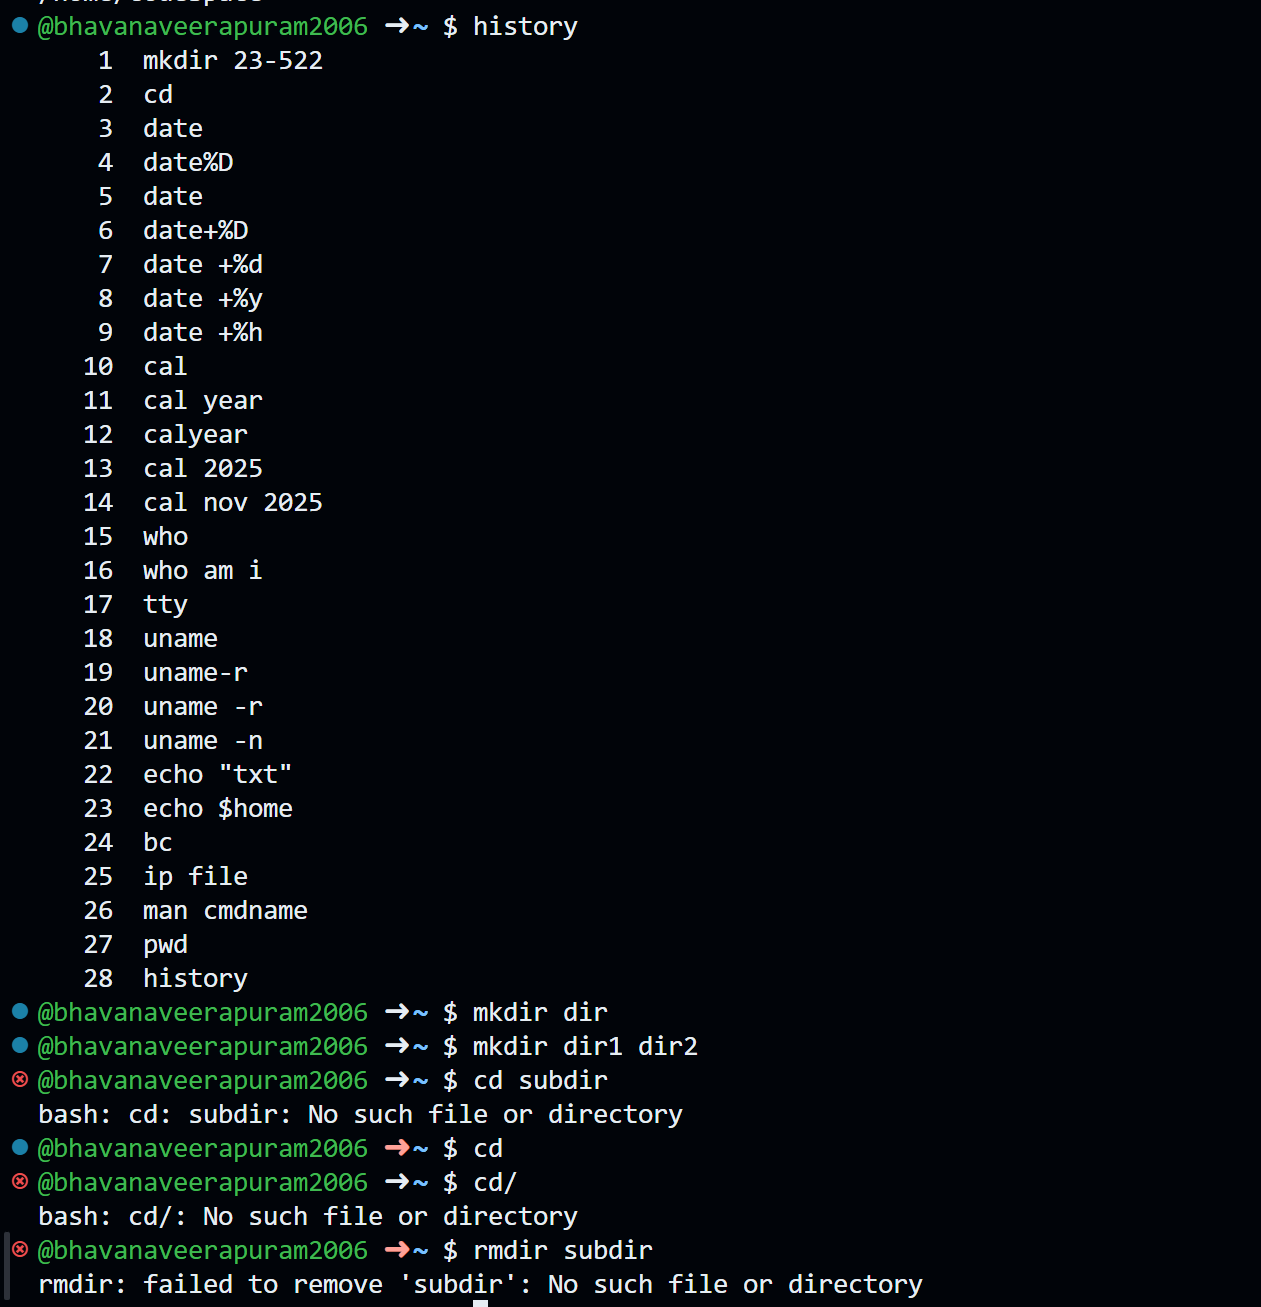 @bhavanaveerapuram2006 ➜ ~ $ history
1 mkdir 23-522
2 cd
3 date
4 date%D
5 date
6 date+%D
7 date +%d
8 date +%y
9 date +%h
10 cal
11 cal year
12 calyear
13 cal 2025
14 cal nov 2025
15 who
16 who am i
17 tty
18 uname
19 uname-r
20 uname -r
21 uname -n
22 echo "txt"
23 echo $home
24 bc
25 ip file
26 man cmdname
27 pwd
28 history
@bhavanaveerapuram2006 ➜ ~ $ mkdir dir
@bhavanaveerapuram2006 ➜ ~ $ mkdir dir1 dir2
@bhavanaveerapuram2006 ➜ ~ $ cd subdir
bash: cd: subdir: No such file or directory
@bhavanaveerapuram2006 ➜ ~ $ cd
@bhavanaveerapuram2006 ➜ ~ $ cd/
bash: cd/: No such file or directory
@bhavanaveerapuram2006 ➜ ~ $ rmdir subdir
rmdir: failed to remove 'subdir': No such file or directory